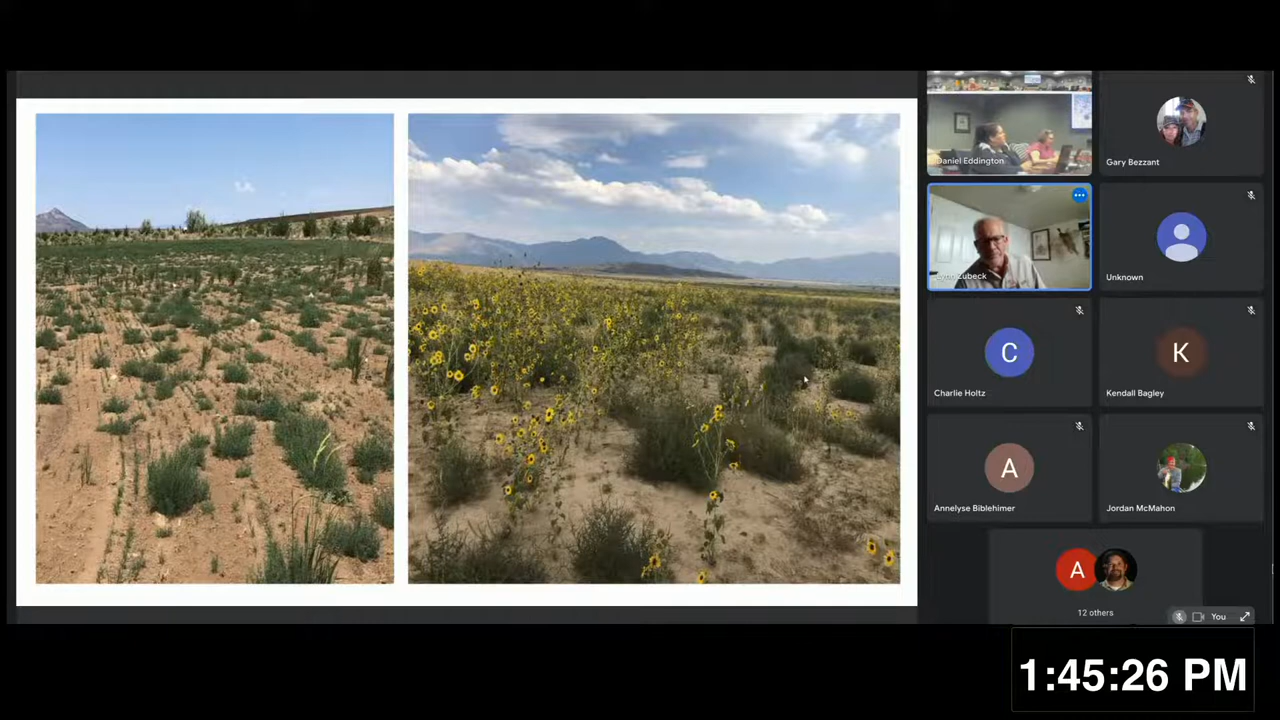 Daniel Eddington
Gary Bezzant
Zubeck
Unknown
C
Charlie Holtz
K
Kendall Bagley
A
Annelyse Biblehimer
Jordan McMahon
A
12 others
You
1:45:26 PM